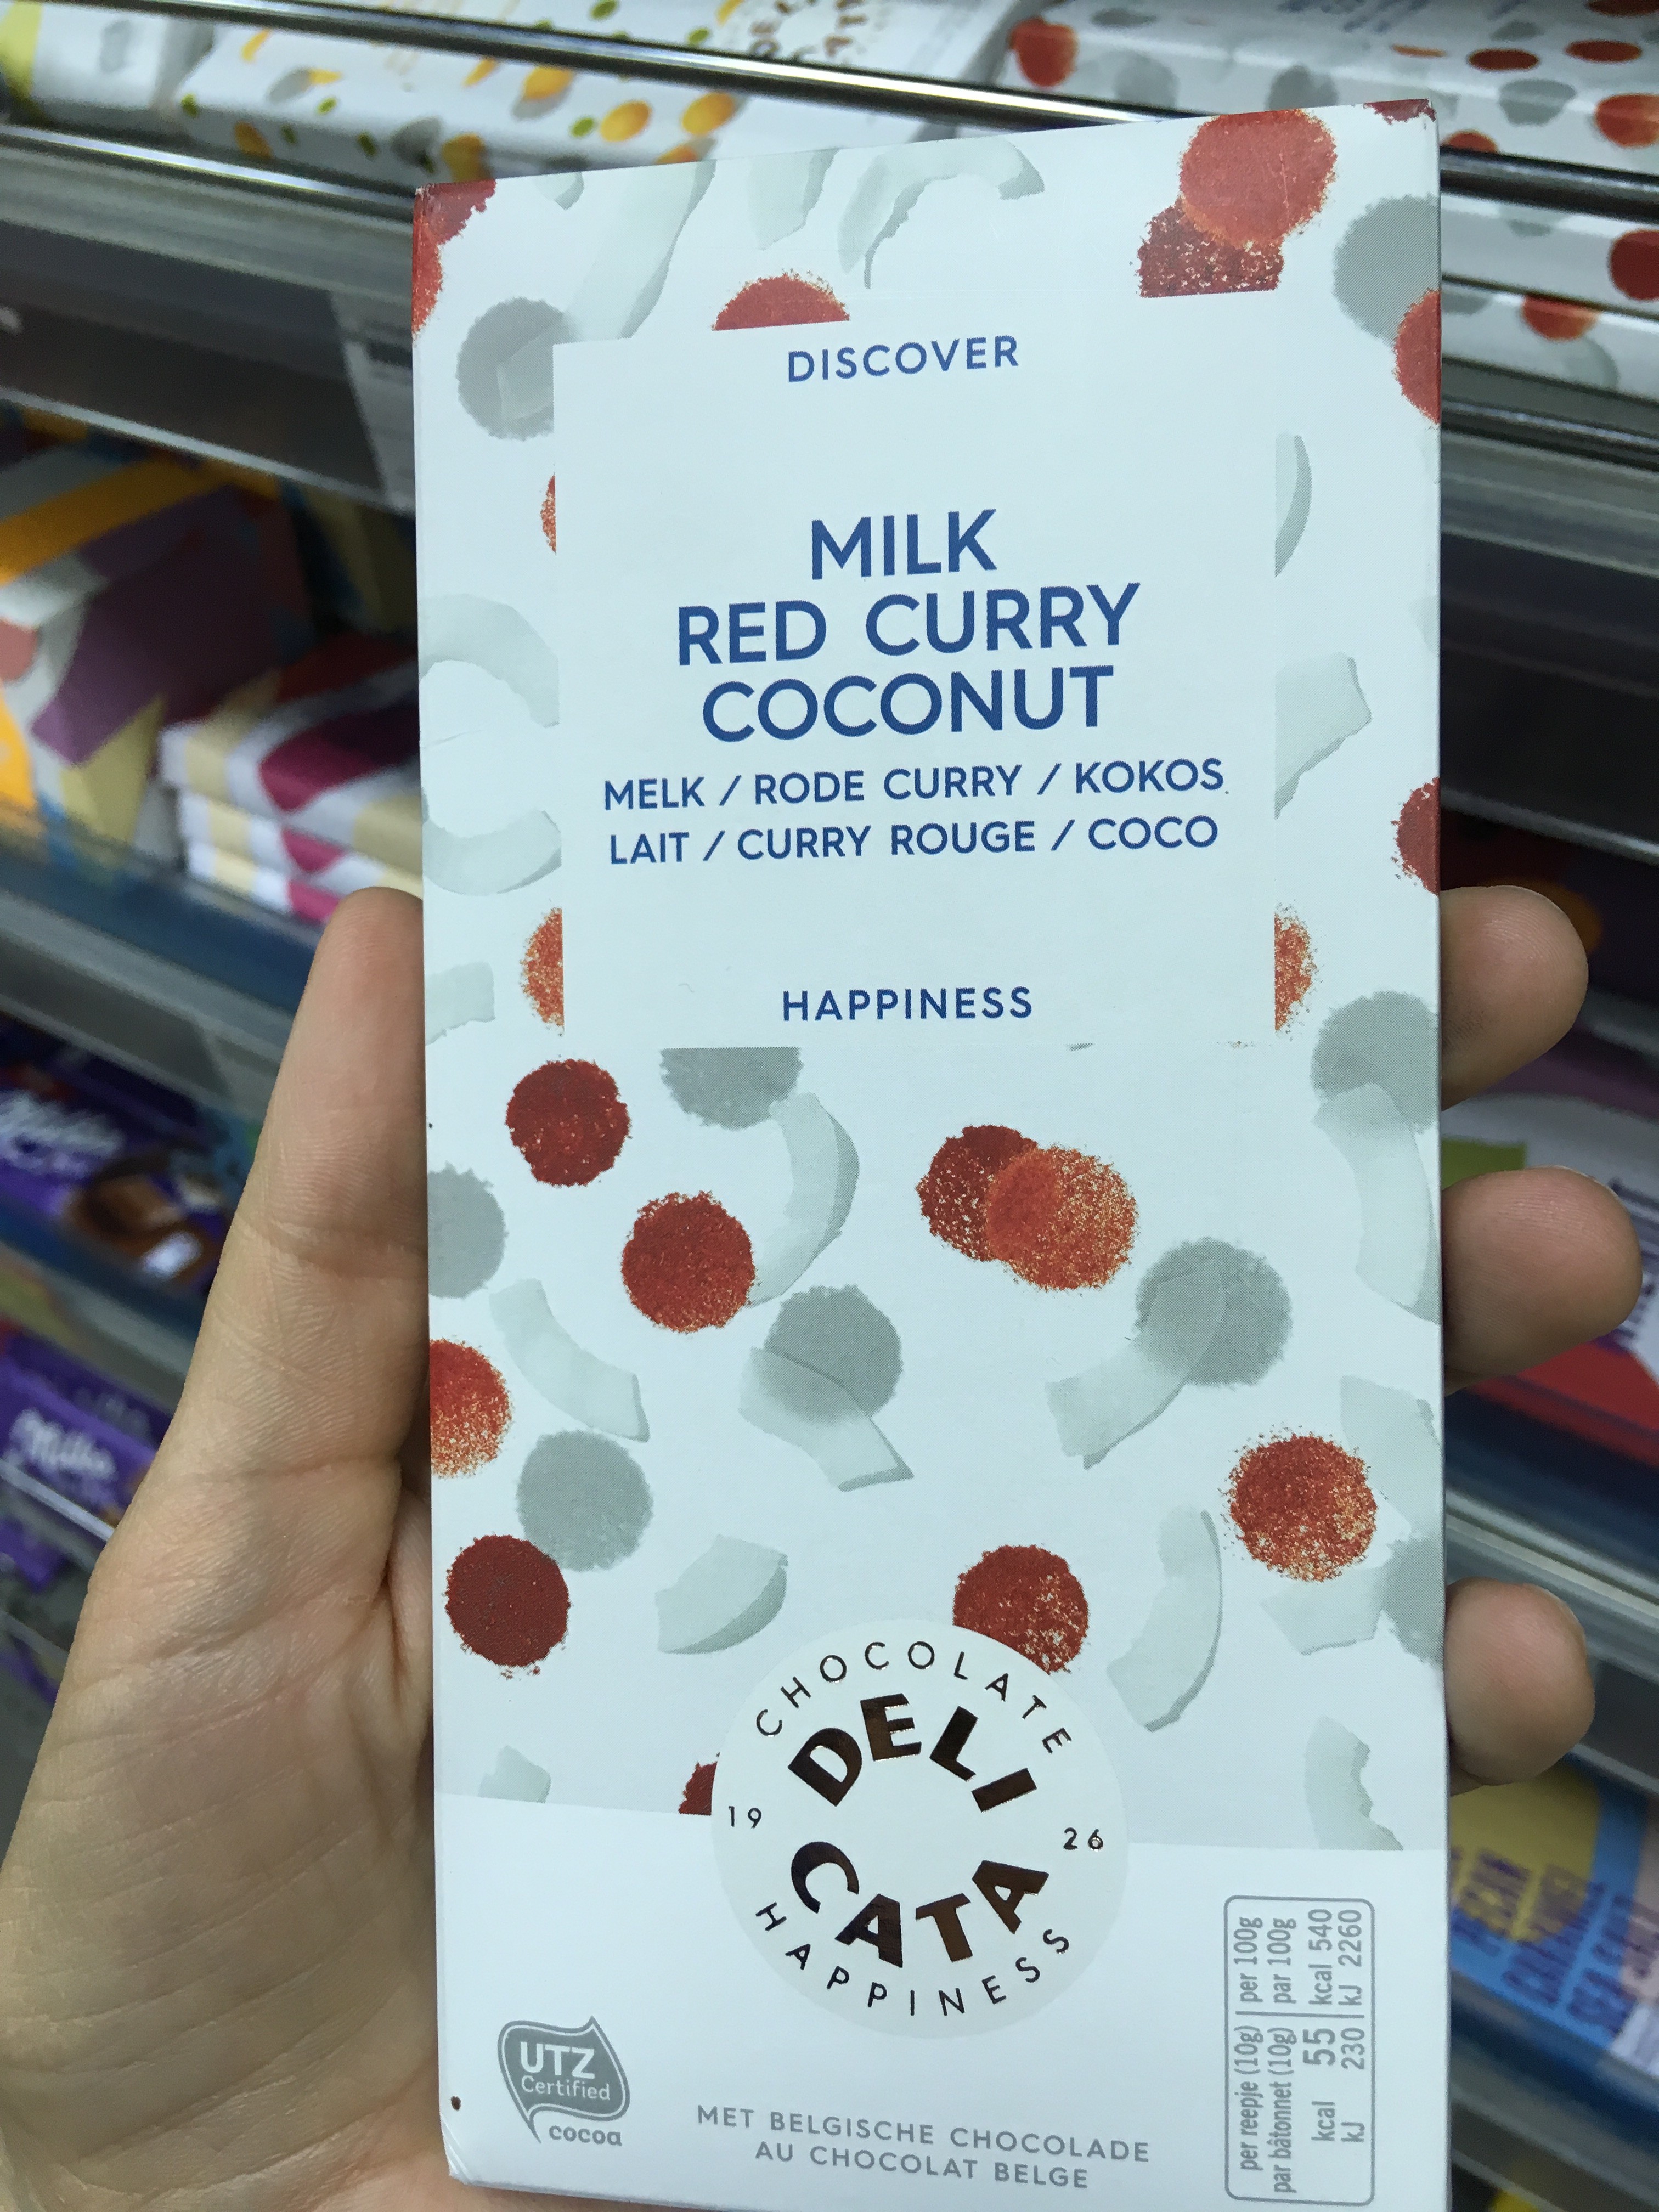 DISCOVER
MILK
RED CURRY
COCONUT
MELK / RODE CURRY / KOKOS
LAIT / CURRY ROUGE / COCO
HAPPINESS
CHOCOLATE
DELI
19 26
CATA
HAPPINESS
UTZ
Certified
cocoa
MET BELGISCHE CHOCOLADE
AU CHOCOLAT BELGE
per reepje (10g) | per 100g
par bâtonnet (10g) | par 100g
kcal 55 | kcal 540
kJ 230 | kJ 2260
Milka
Milka